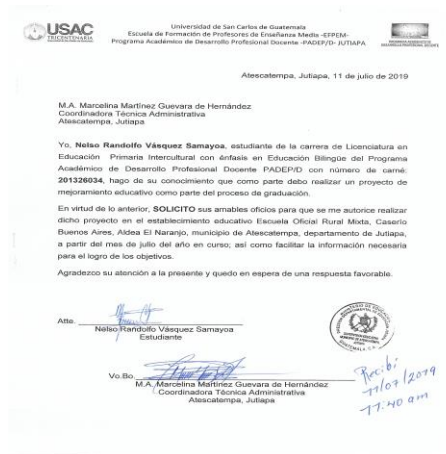 USAC
TRICENTENARIA
Universidad de San Carlos de Guatemala
Escuela de Formación de Profesores de Enseñanza Media -EFPEM-
Programa Académico de Desarrollo Profesional Docente -PADEP/D- JUTIAPA
Atescatempa, Jutiapa, 11 de julio de 2019
M.A. Marcelina Martínez Guevara de Hernández
Coordinadora Técnica Administrativa
Atescatempa, Jutiapa
Yo, Nelso Randolfo Vásquez Samayoa, estudiante de la carrera de Licenciatura en
Educación Primaria Intercultural con énfasis en Educación Bilingüe del Programa
Académico de Desarrollo Profesional Docente PADEP/D con número de carné:
201326034, hago de su conocimiento que como parte debo realizar un proyecto de
mejoramiento educativo como parte del proceso de graduación.
En virtud de lo anterior, SOLICITO sus amables oficios para que se me autorice realizar
dicho proyecto en el establecimiento educativo Escuela Oficial Rural Mixta, Caserío
Buenos Aires, Aldea El Naranjo, municipio de Atescatempa, departamento de Jutiapa,
a partir del mes de julio del año en curso; así como facilitar la información necesaria
para el logro de los objetivos.
Agradezco su atención a la presente y quedo en espera de una respuesta favorable.
Atte.
Nelso Randolfo Vásquez Samayoa
Estudiante
Vo.Bo.
M.A. Marcelina Martínez Guevara de Hernández
Coordinadora Técnica Administrativa
Atescatempa, Jutiapa
Recibí
11/07/2019
11:40 am